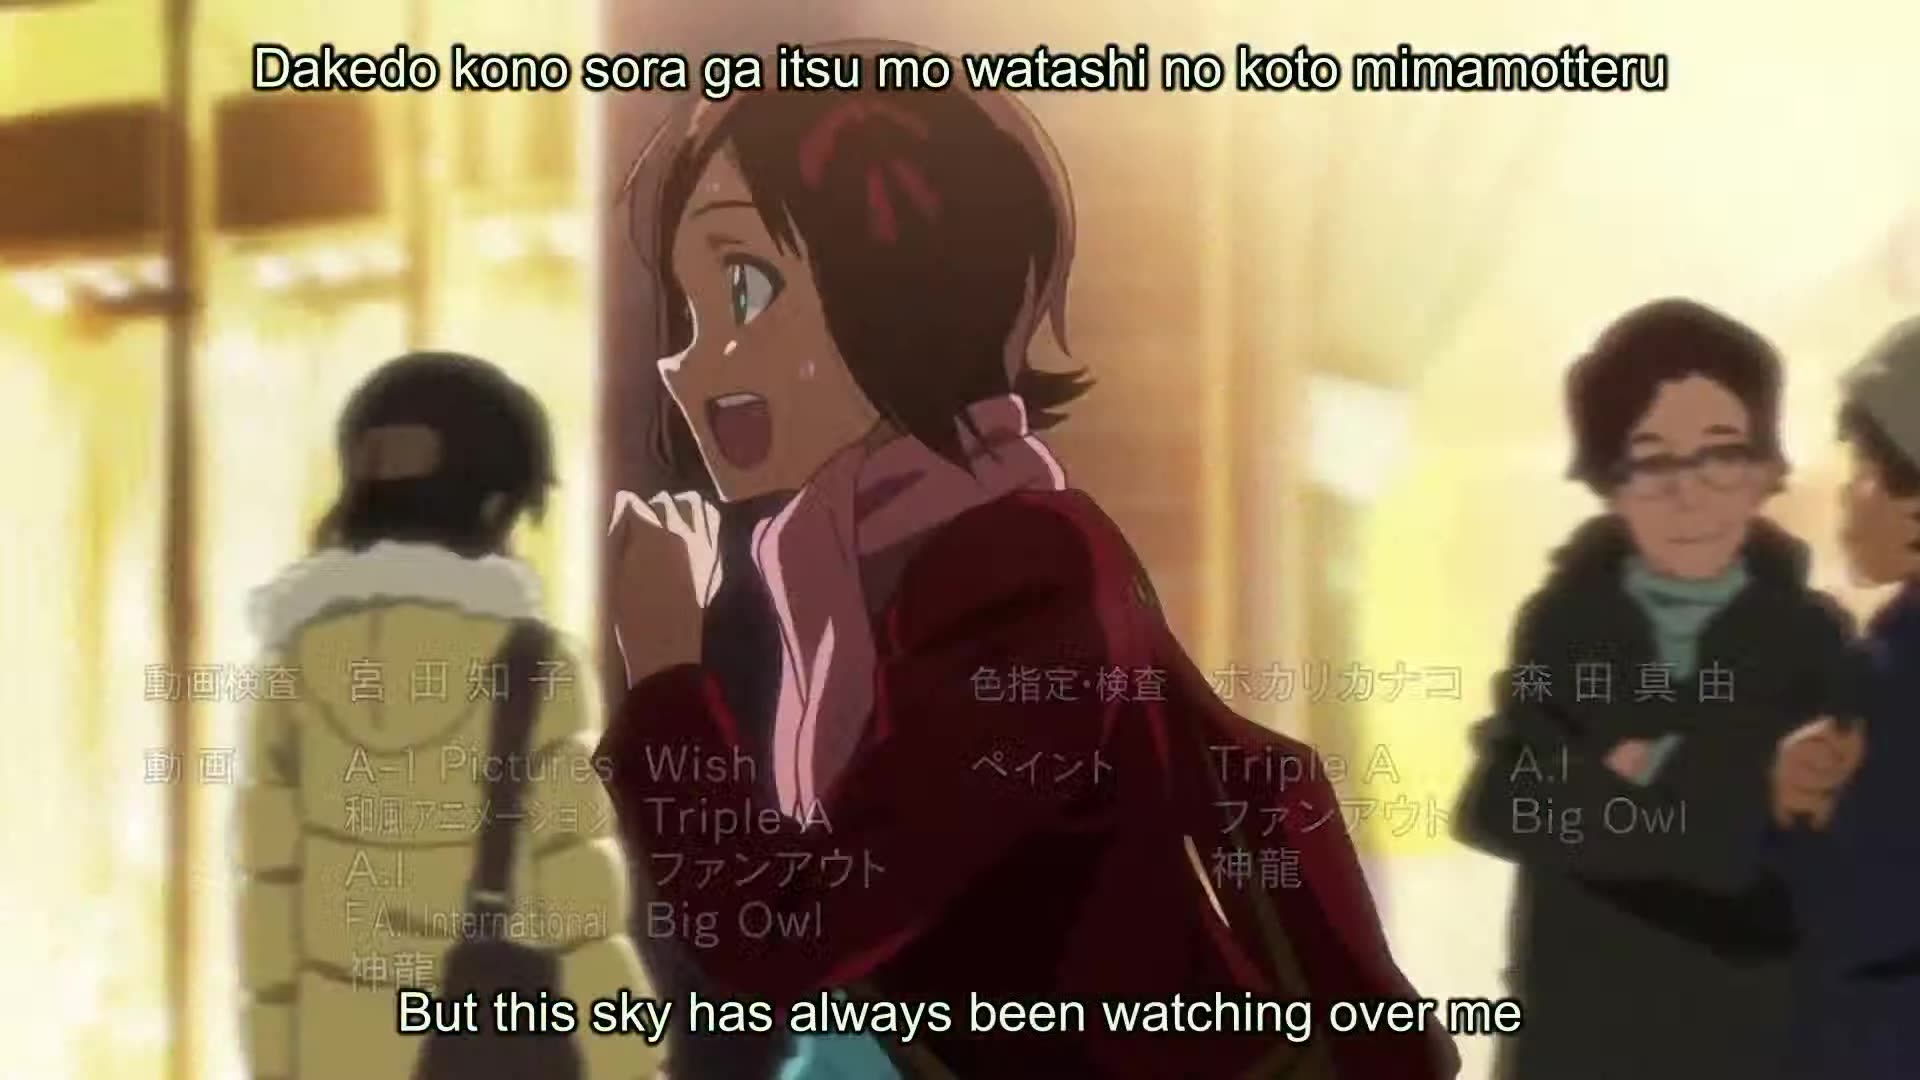 Dakedo kono sora ga itsu mo watashi no koto mimamotteru
動画検査 宮田知子 色指定・検査 ホカリカナコ 森田真由
動画 A-1 Pictures Wish ペイント Triple A A.I
和風アニメーション Triple A ファンアウト Big Owl
A.I ファンアウト 神龍
F.A.I.International Big Owl
神龍
But this sky has always been watching over me